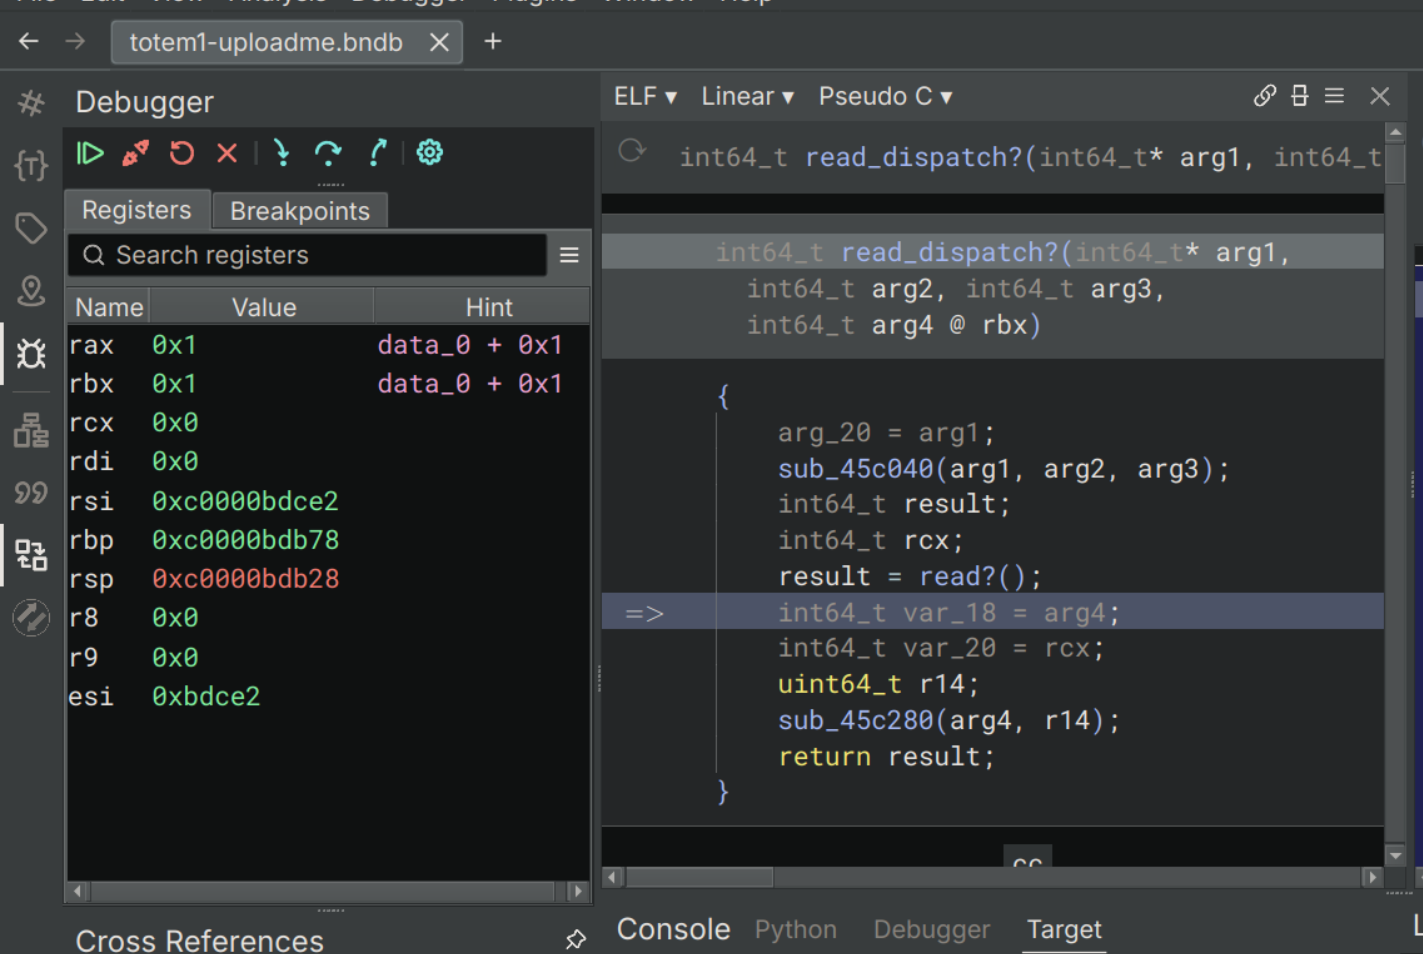 totem1-uploadme.bndb
Debugger
Registers
Breakpoints
Search registers
Name Value Hint
rax 0x1 data_0 + 0x1
rbx 0x1 data_0 + 0x1
rcx 0x0
rdi 0x0
rsi 0xc0000bdce2
rbp 0xc0000bdb78
rsp 0xc0000bdb28
r8 0x0
r9 0x0
esi 0xbdce2
Cross References
ELF ▾ Linear ▾ Pseudo C ▾
int64_t read_dispatch?(int64_t* arg1, int64_t
int64_t read_dispatch?(int64_t* arg1,
int64_t arg2, int64_t arg3,
int64_t arg4 @ rbx)
{
arg_20 = arg1;
sub_45c040(arg1, arg2, arg3);
int64_t result;
int64_t rcx;
result = read?();
=> int64_t var_18 = arg4;
int64_t var_20 = rcx;
uint64_t r14;
sub_45c280(arg4, r14);
return result;
}
Console Python Debugger Target